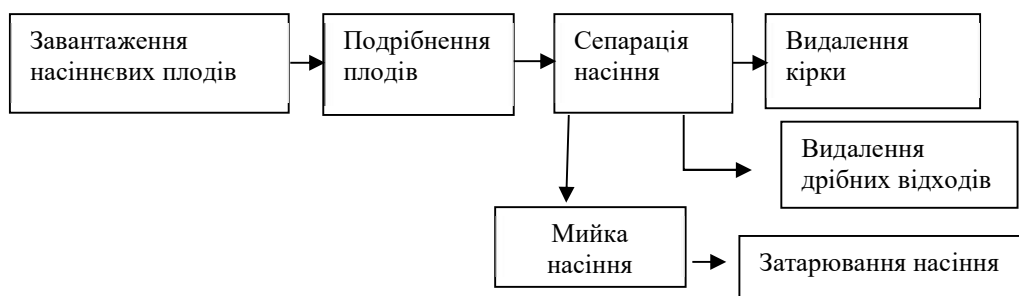 Завантаження
насіннєвих плодів
Подрібнення
плодів
Сепарація
насіння
Видалення
кірки
Видалення
дрібних відходів
Мийка
насіння
Затарювання насіння